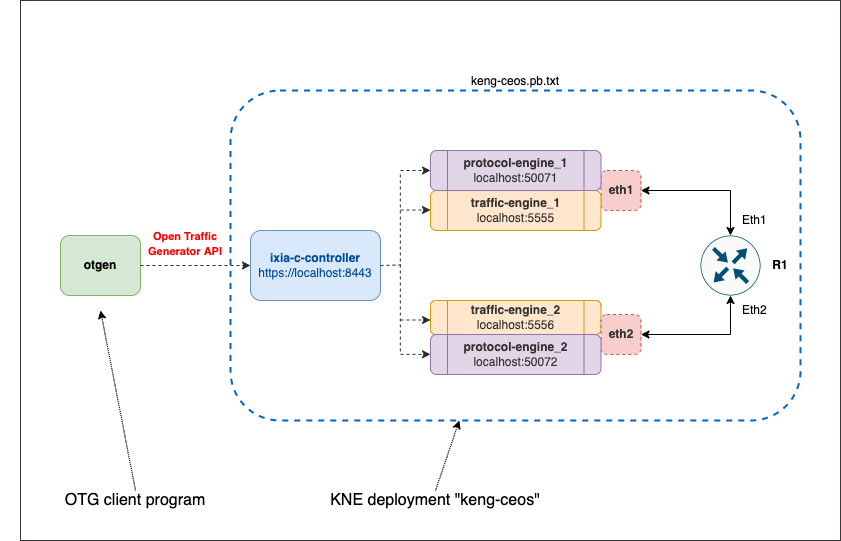 keng-ceos.pb.txt
protocol-engine_1
localhost:50071
eth1
traffic-engine_1
localhost:5555
Eth1
Open Traffic
Generator API
otgen
ixia-c-controller
https://localhost:8443
R1
traffic-engine_2
localhost:5556
Eth2
eth2
protocol-engine_2
localhost:50072
OTG client program
KNE deployment "keng-ceos"